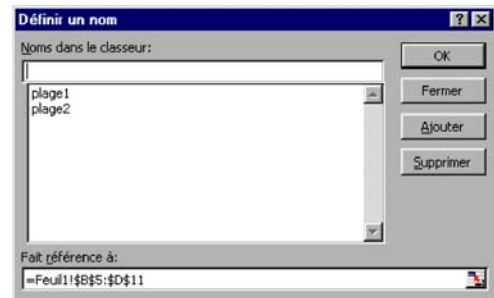 Définir un nom
Noms dans le classeur:
OK
plage1
plage2
Fermer
Ajouter
Supprimer
Fait référence à:
=Feuil1!$B$5:$D$11